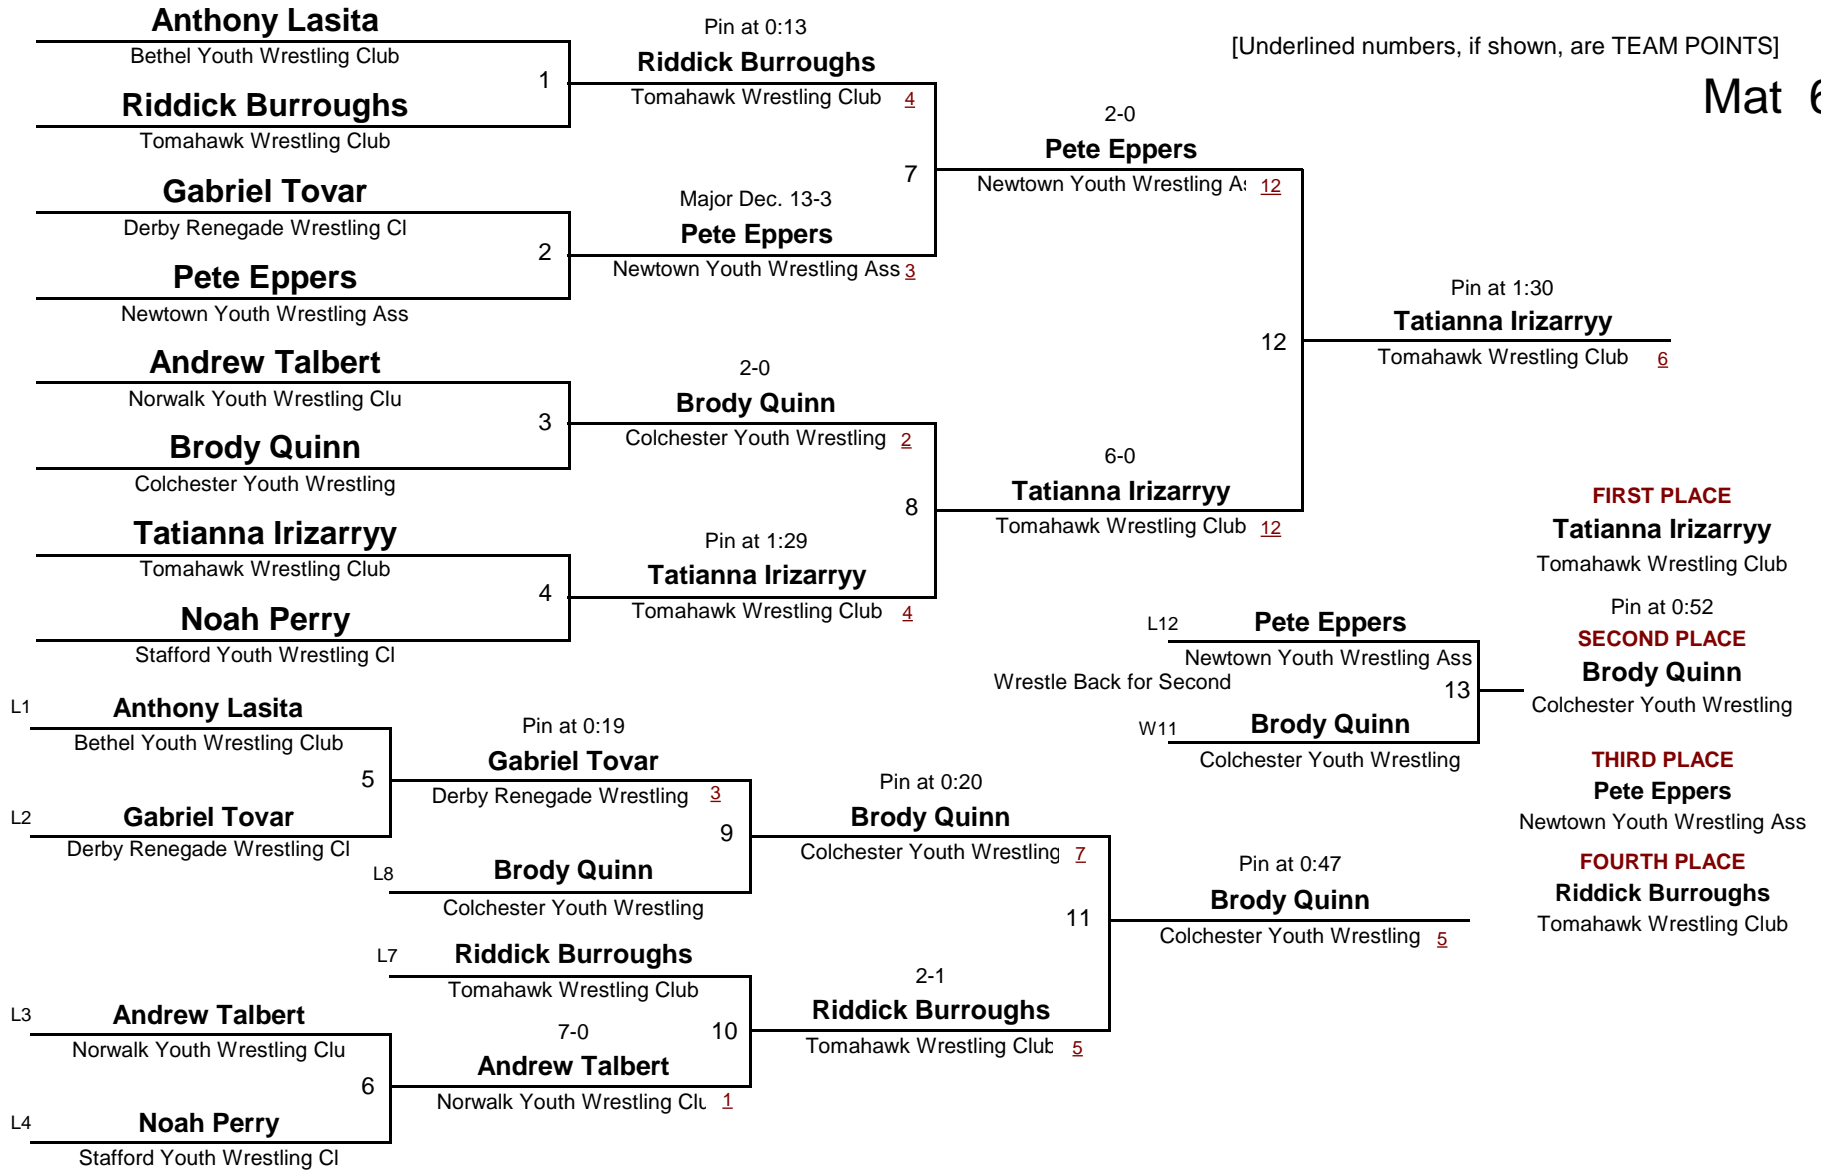 Anthony Lasita
Bethel Youth Wrestling Club
1
Riddick Burroughs
Tomahawk Wrestling Club
Gabriel Tovar
Derby Renegade Wrestling Cl
2
Pete Eppers
Newtown Youth Wrestling Ass
Andrew Talbert
Norwalk Youth Wrestling Clu
3
Brody Quinn
Colchester Youth Wrestling
Tatianna Irizarryy
Tomahawk Wrestling Club
4
Noah Perry
Stafford Youth Wrestling Cl
Pin at 0:13
Riddick Burroughs
Tomahawk Wrestling Club 4
7
Major Dec. 13-3
Pete Eppers
Newtown Youth Wrestling Ass 3
2-0
Brody Quinn
Colchester Youth Wrestling 2
8
Pin at 1:29
Tatianna Irizarryy
Tomahawk Wrestling Club 4
[Underlined numbers, if shown, are TEAM POINTS]
Mat 6
2-0
Pete Eppers
Newtown Youth Wrestling As 12
12
6-0
Tatianna Irizarryy
Tomahawk Wrestling Club 12
Pin at 1:30
Tatianna Irizarryy
Tomahawk Wrestling Club 6
L1 Anthony Lasita
Bethel Youth Wrestling Club
5
L2 Gabriel Tovar
Derby Renegade Wrestling Cl
L3 Andrew Talbert
Norwalk Youth Wrestling Clu
6
L4 Noah Perry
Stafford Youth Wrestling Cl
Pin at 0:19
Gabriel Tovar
Derby Renegade Wrestling 3
9
L8 Brody Quinn
Colchester Youth Wrestling
L7 Riddick Burroughs
Tomahawk Wrestling Club
7-0 10
Andrew Talbert
Norwalk Youth Wrestling Clu 1
Pin at 0:20
Brody Quinn
Colchester Youth Wrestling 7
11
2-1
Riddick Burroughs
Tomahawk Wrestling Club 5
Pin at 0:47
Brody Quinn
Colchester Youth Wrestling 5
L12 Pete Eppers
Newtown Youth Wrestling Ass
Wrestle Back for Second 13
W11 Brody Quinn
Colchester Youth Wrestling
FIRST PLACE
Tatianna Irizarryy
Tomahawk Wrestling Club
Pin at 0:52
SECOND PLACE
Brody Quinn
Colchester Youth Wrestling
THIRD PLACE
Pete Eppers
Newtown Youth Wrestling Ass
FOURTH PLACE
Riddick Burroughs
Tomahawk Wrestling Club